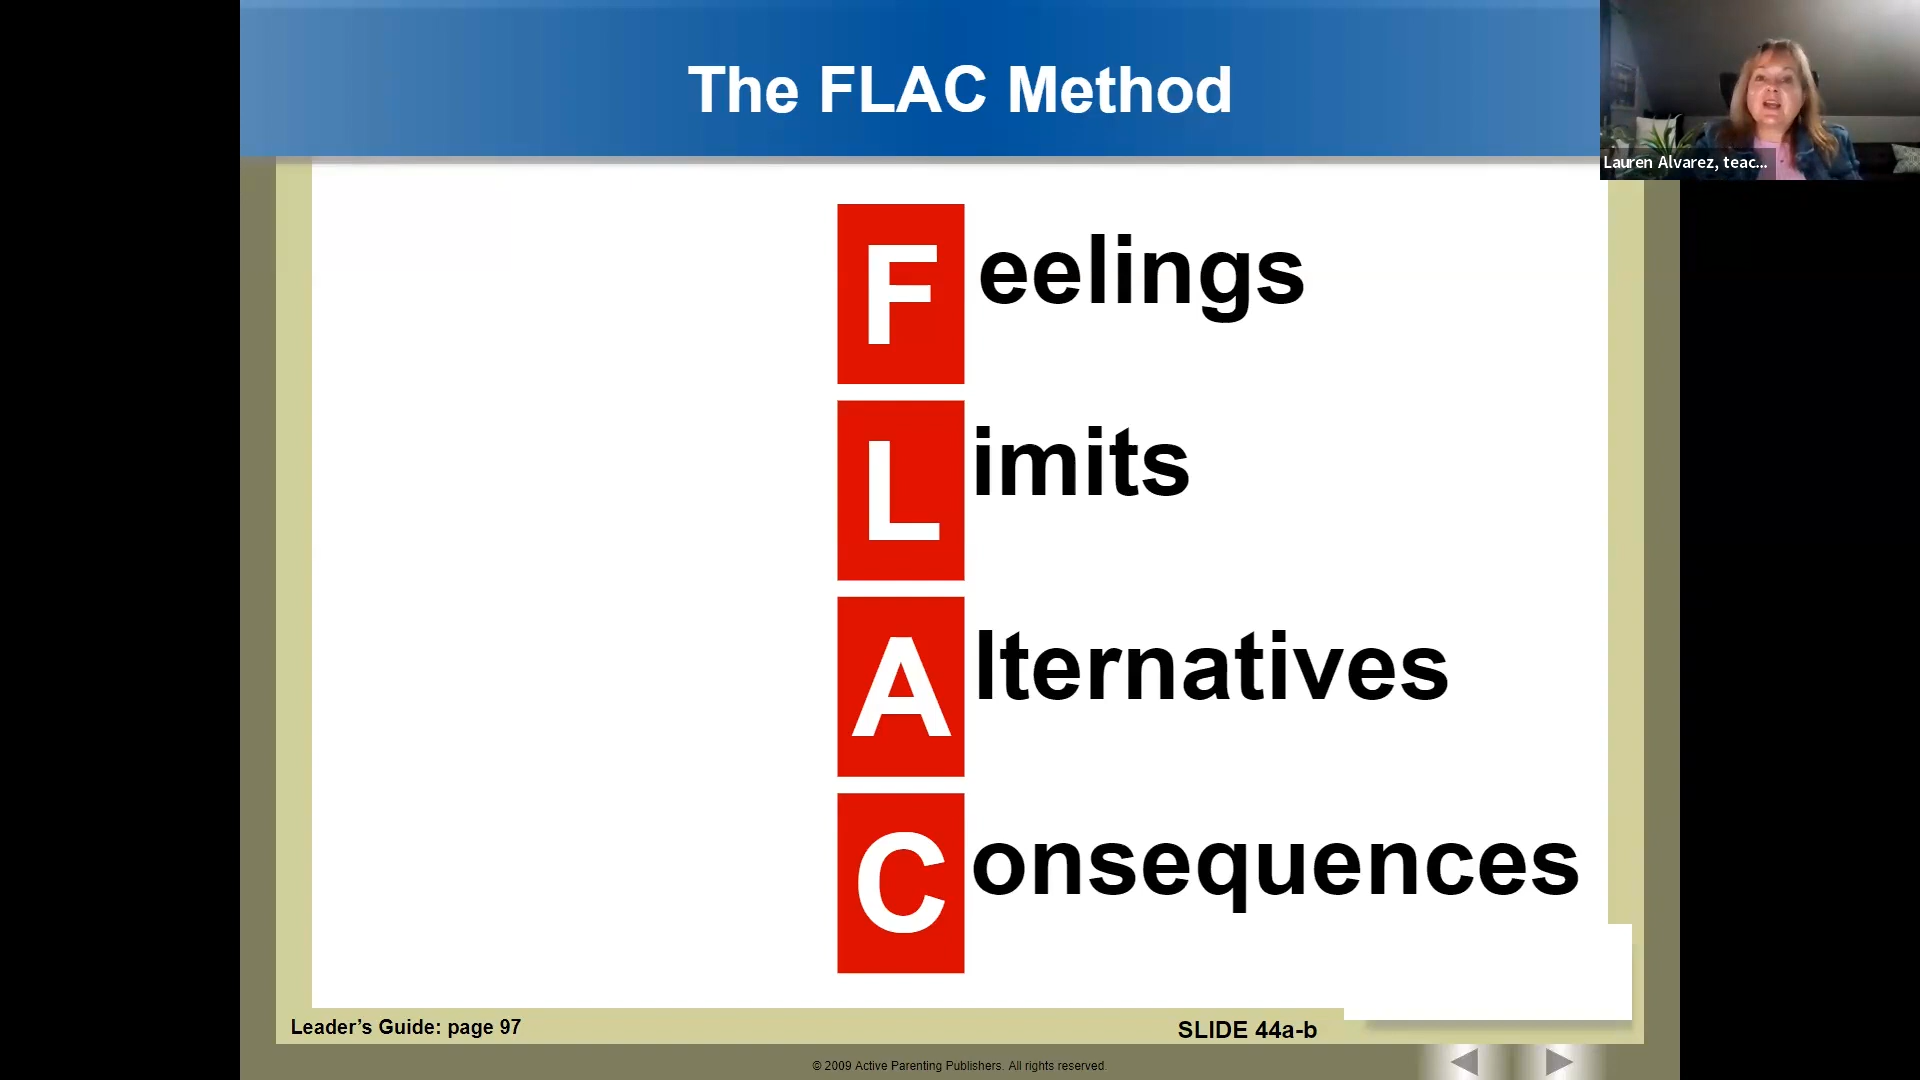 The FLAC Method
Lauren Alvarez, teac...
Feelings
Limits
Alternatives
Consequences
Leader’s Guide: page 97
SLIDE 44a-b
© 2009 Active Parenting Publishers. All rights reserved.